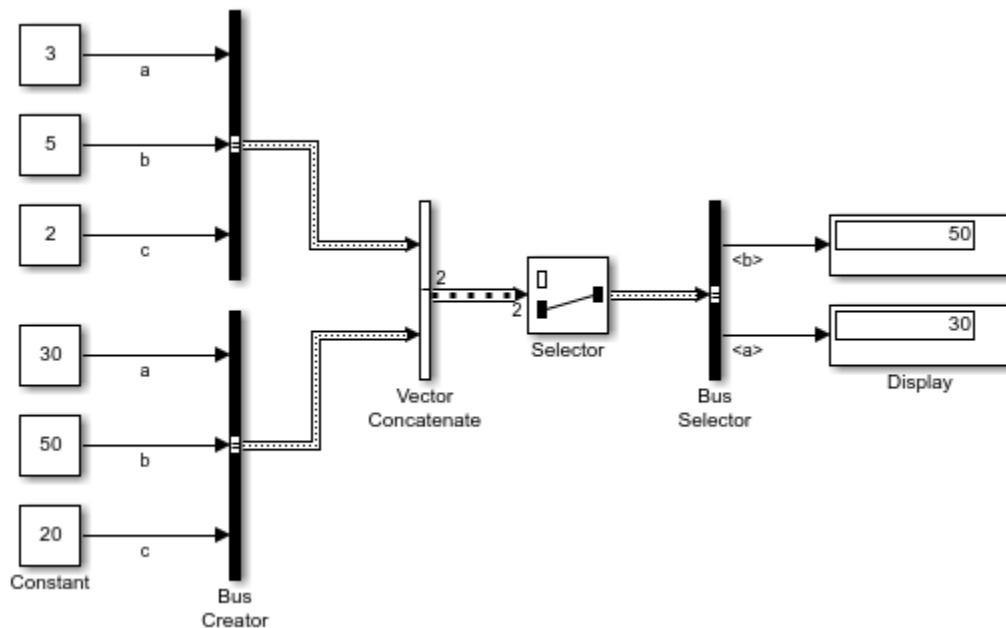 3
a
5
b
2
c
30
a
50
b
20
c
Constant
Bus
Creator
2
2
Vector
Concatenate
Selector
Bus
Selector
<b>
50
<a>
30
Display